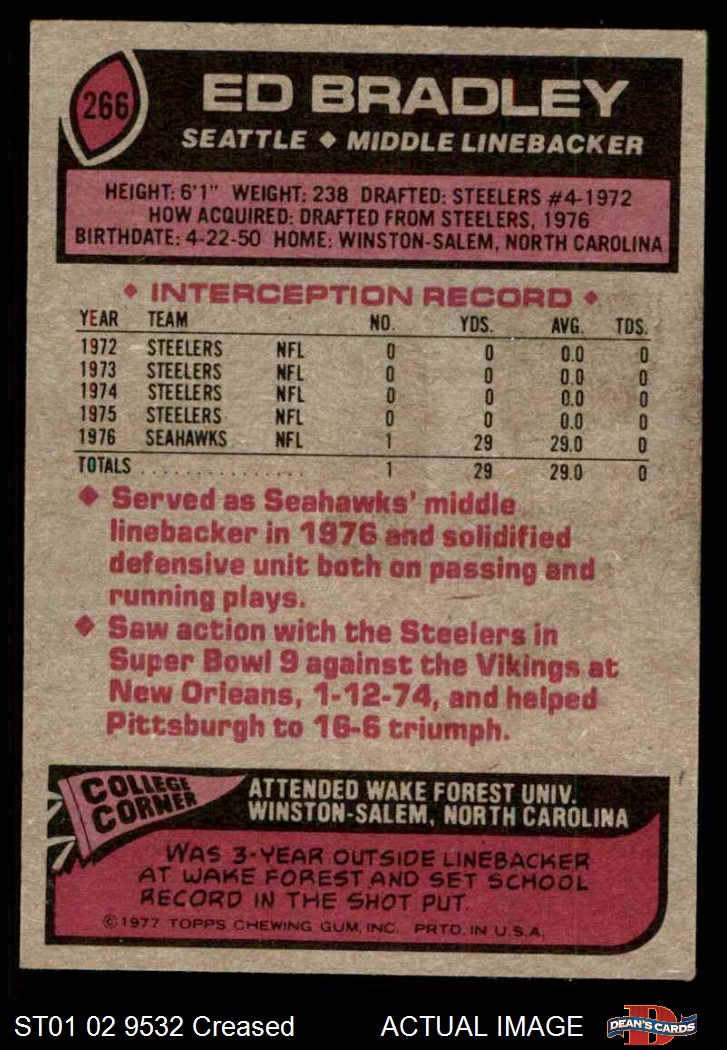 266
ED BRADLEY
SEATTLE ◆ MIDDLE LINEBACKER
HEIGHT: 6'1" WEIGHT: 238 DRAFTED: STEELERS #4-1972
HOW ACQUIRED: DRAFTED FROM STEELERS, 1976
BIRTHDATE: 4-22-50 HOME: WINSTON-SALEM, NORTH CAROLINA
◆ INTERCEPTION RECORD ◆
YEAR TEAM NO. YDS. AVG. TDS.
1972 STEELERS NFL 0 0 0.0 0
1973 STEELERS NFL 0 0 0.0 0
1974 STEELERS NFL 0 0 0.0 0
1975 STEELERS NFL 0 0 0.0 0
1976 SEAHAWKS NFL 1 29 29.0 0
TOTALS . . . . . . . . . . . . . . . 1 29 29.0 0
◆ Served as Seahawks' middle
linebacker in 1976 and solidified
defensive unit both on passing and
running plays.
◆ Saw action with the Steelers in
Super Bowl 9 against the Vikings at
New Orleans, 1-12-74, and helped
Pittsburgh to 16-6 triumph.
COLLEGE
CORNER
ATTENDED WAKE FOREST UNIV.
WINSTON-SALEM, NORTH CAROLINA
WAS 3-YEAR OUTSIDE LINEBACKER
AT WAKE FOREST AND SET SCHOOL
RECORD IN THE SHOT PUT.
©1977 TOPPS CHEWING GUM, INC. PRTD. IN U.S.A.
ST01 02 9532 Creased ACTUAL IMAGE
D
DEAN'S CARDS